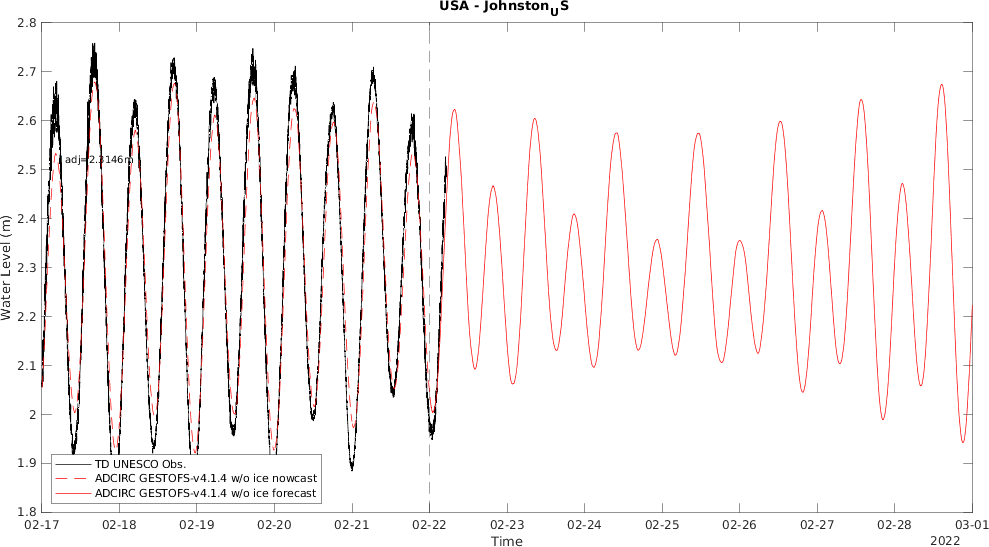 USA - Johnston_US
2.8
2.7
2.6
2.5
2.4
2.3
2.2
2.1
2
1.9
1.8
Water Level (m)
adj=2.3146m
TD UNESCO Obs.
ADCIRC GESTOFS-v4.1.4 w/o ice nowcast
ADCIRC GESTOFS-v4.1.4 w/o ice forecast
02-17 02-18 02-19 02-20 02-21 02-22 02-23 02-24 02-25 02-26 02-27 02-28 03-01
Time
2022